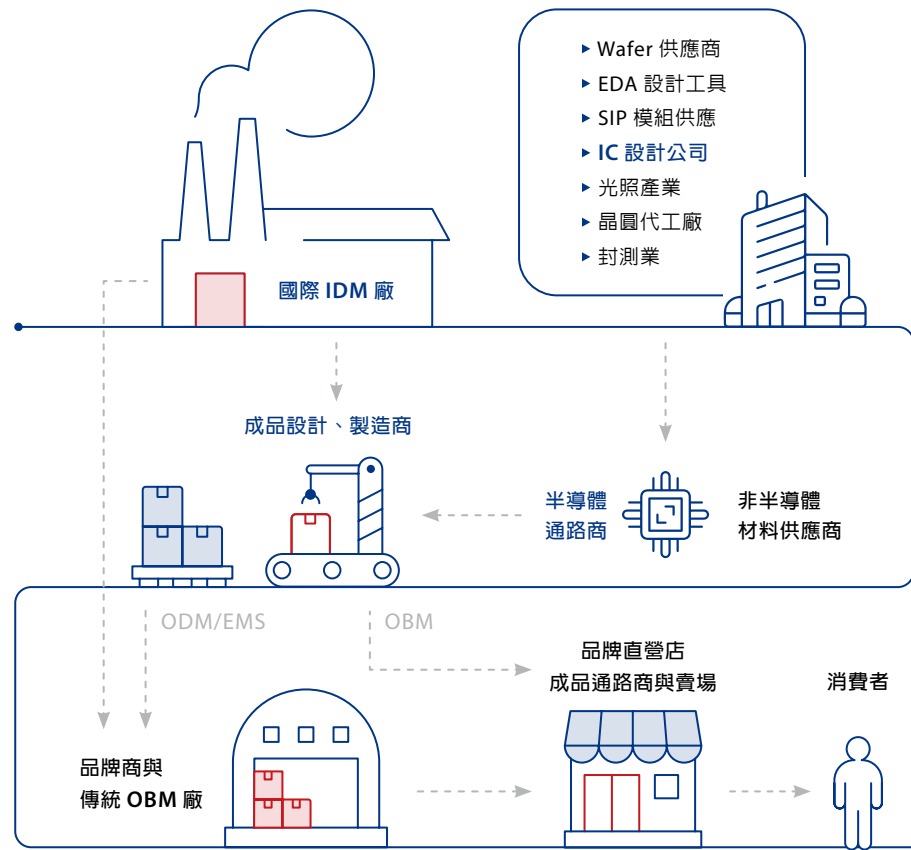 Wafer 供應商
EDA 設計工具
SIP 模組供應
IC 設計公司
光照產業
晶圓代工廠
封測業
國際 IDM 廠
成品設計、製造商
半導體
通路商
非半導體
材料供應商
ODM/EMS
OBM
品牌直營店
成品通路商與賣場
消費者
品牌商與
傳統 OBM 廠